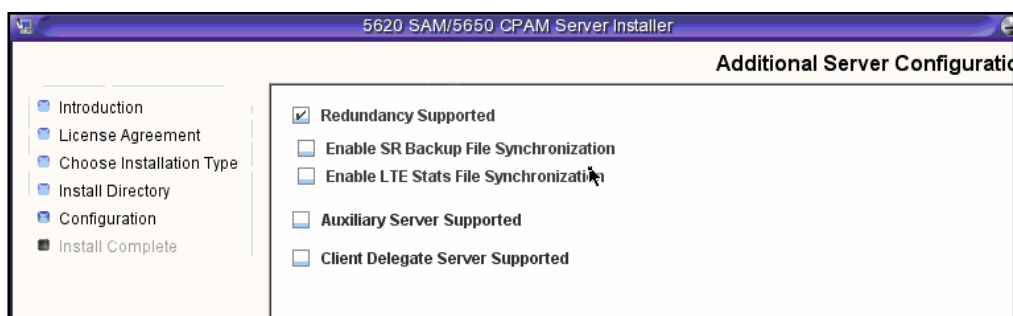 5620 SAM/5650 CPAM Server Installer
Additional Server Configuratio
Introduction
License Agreement
Choose Installation Type
Install Directory
Configuration
Install Complete
Redundancy Supported
Enable SR Backup File Synchronization
Enable LTE Stats File Synchronization
Auxiliary Server Supported
Client Delegate Server Supported